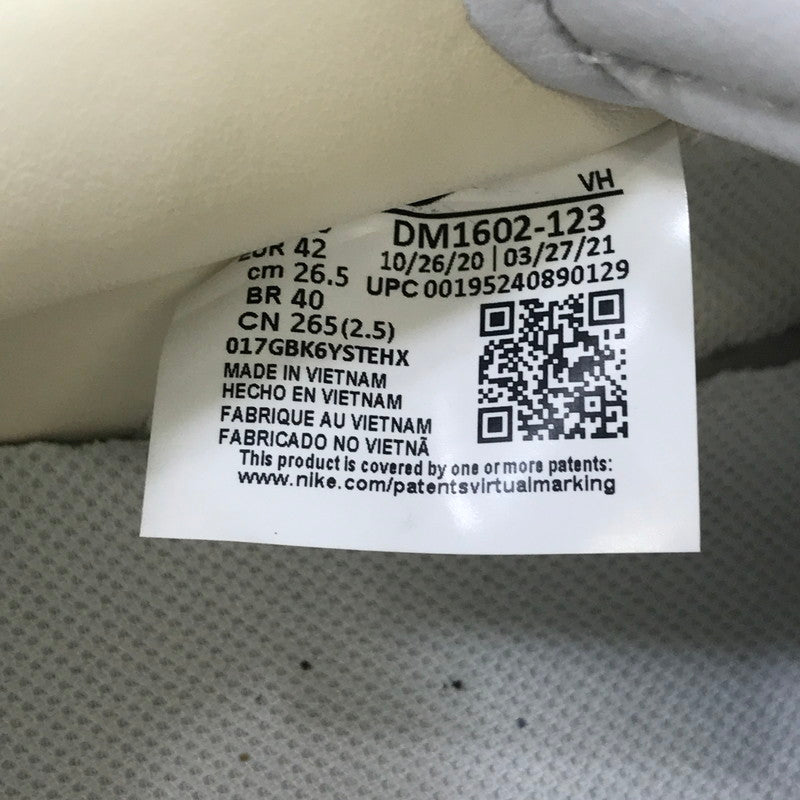 VH
DM1602-123
10/26/20 | 03/27/21
UPC 00195240890129
EUR 42
cm 26.5
BR 40
CN 265(2.5)
017GBK6YSTEHX
MADE IN VIETNAM
HECHO EN VIETNAM
FABRIQUE AU VIETNAM
FABRICADO NO VIETNÃ
This product is covered by one or more patents:
www.nike.com/patentsvirtualmarking